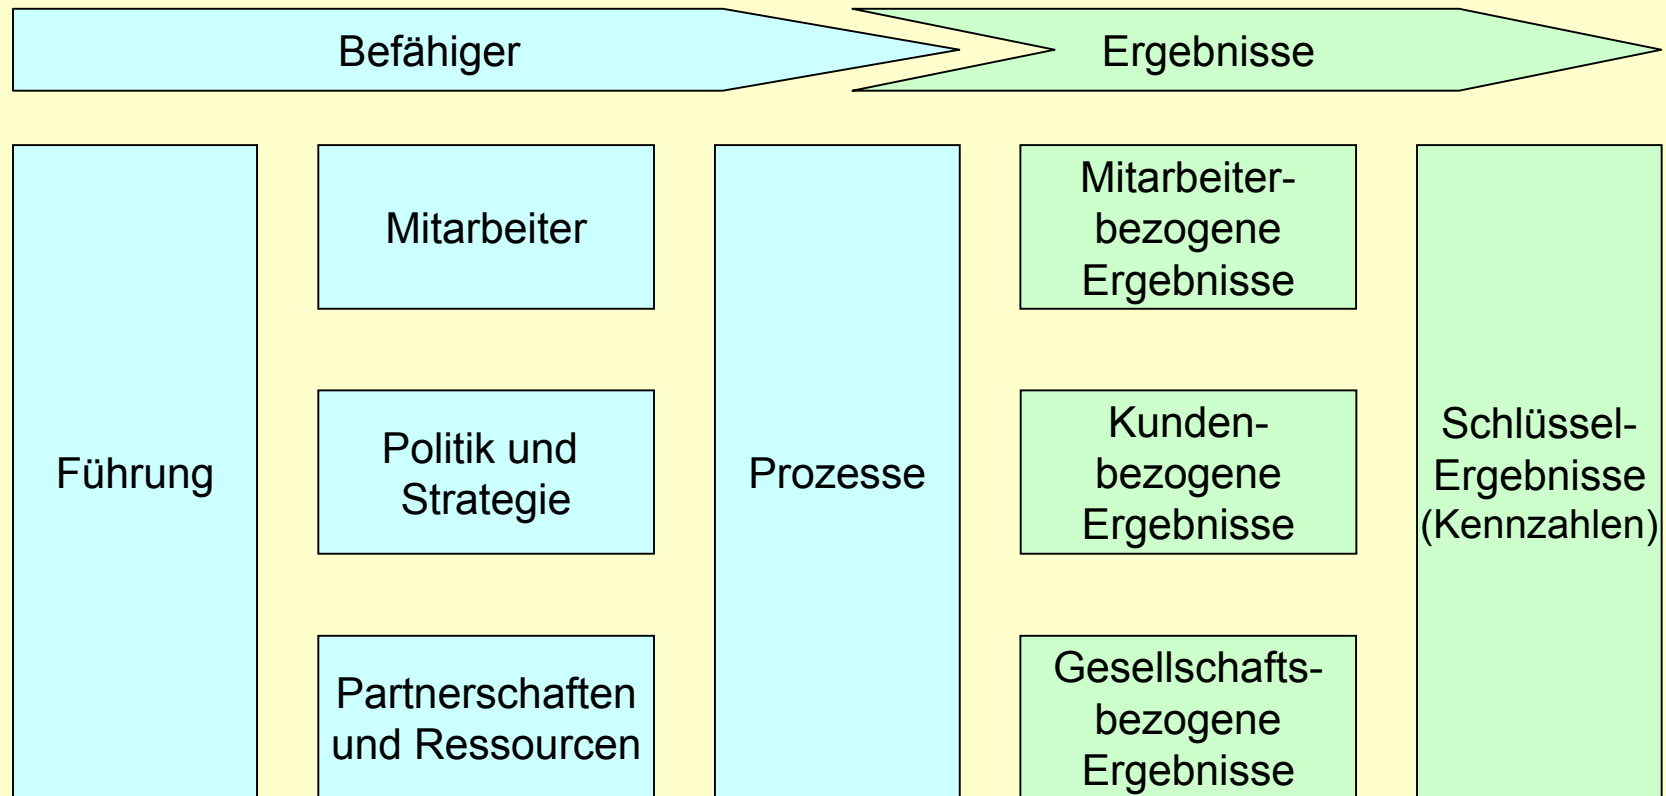 Befähiger
Ergebnisse
Führung
Mitarbeiter
Politik und
Strategie
Partnerschaften
und Ressourcen
Prozesse
Mitarbeiter-
bezogene
Ergebnisse
Kunden-
bezogene
Ergebnisse
Gesellschafts-
bezogene
Ergebnisse
Schlüssel-
Ergebnisse
(Kennzahlen)